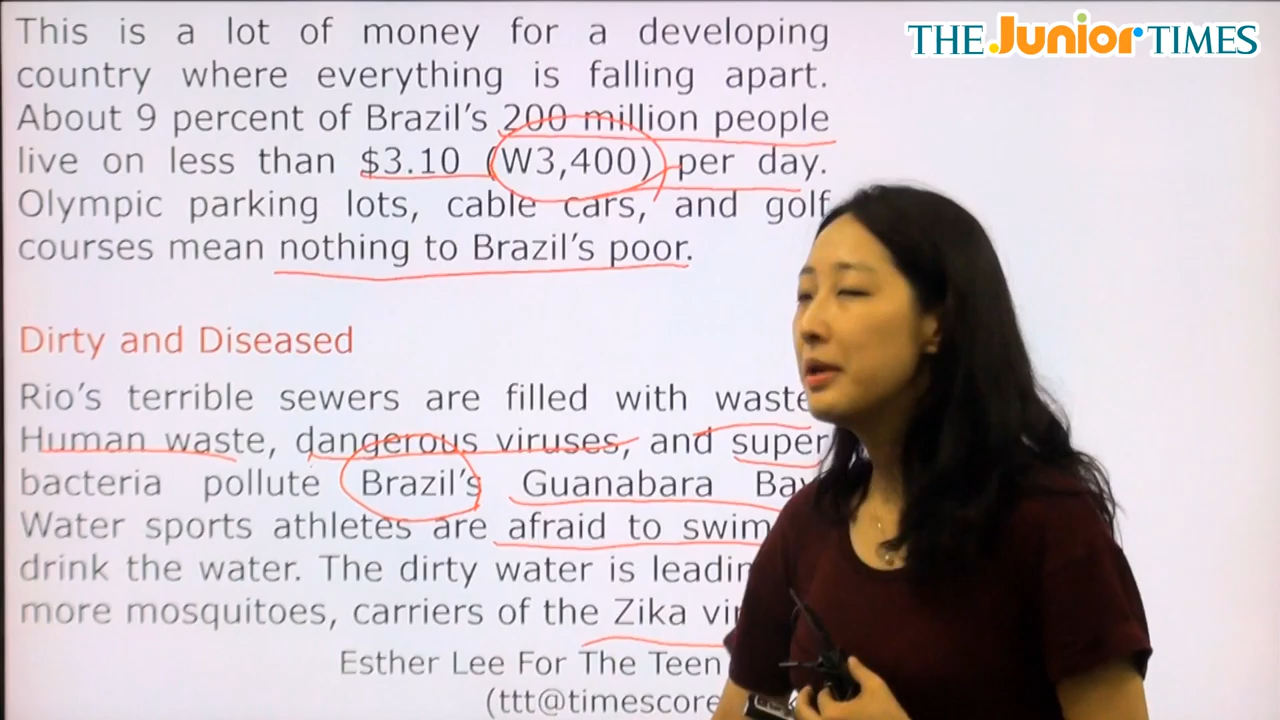 THE Junior TIMES
This is a lot of money for a developing
country where everything is falling apart.
About 9 percent of Brazil's 200 million people
live on less than $3.10 (W3,400) per day.
Olympic parking lots, cable cars, and golf
courses mean nothing to Brazil's poor.
Dirty and Diseased
Rio's terrible sewers are filled with waste
Human waste, dangerous viruses, and super
bacteria pollute Brazil's Guanabara Bay
Water sports athletes are afraid to swim
drink the water. The dirty water is
more mosquitoes, carriers of the Zika
Esther Lee For The Teen